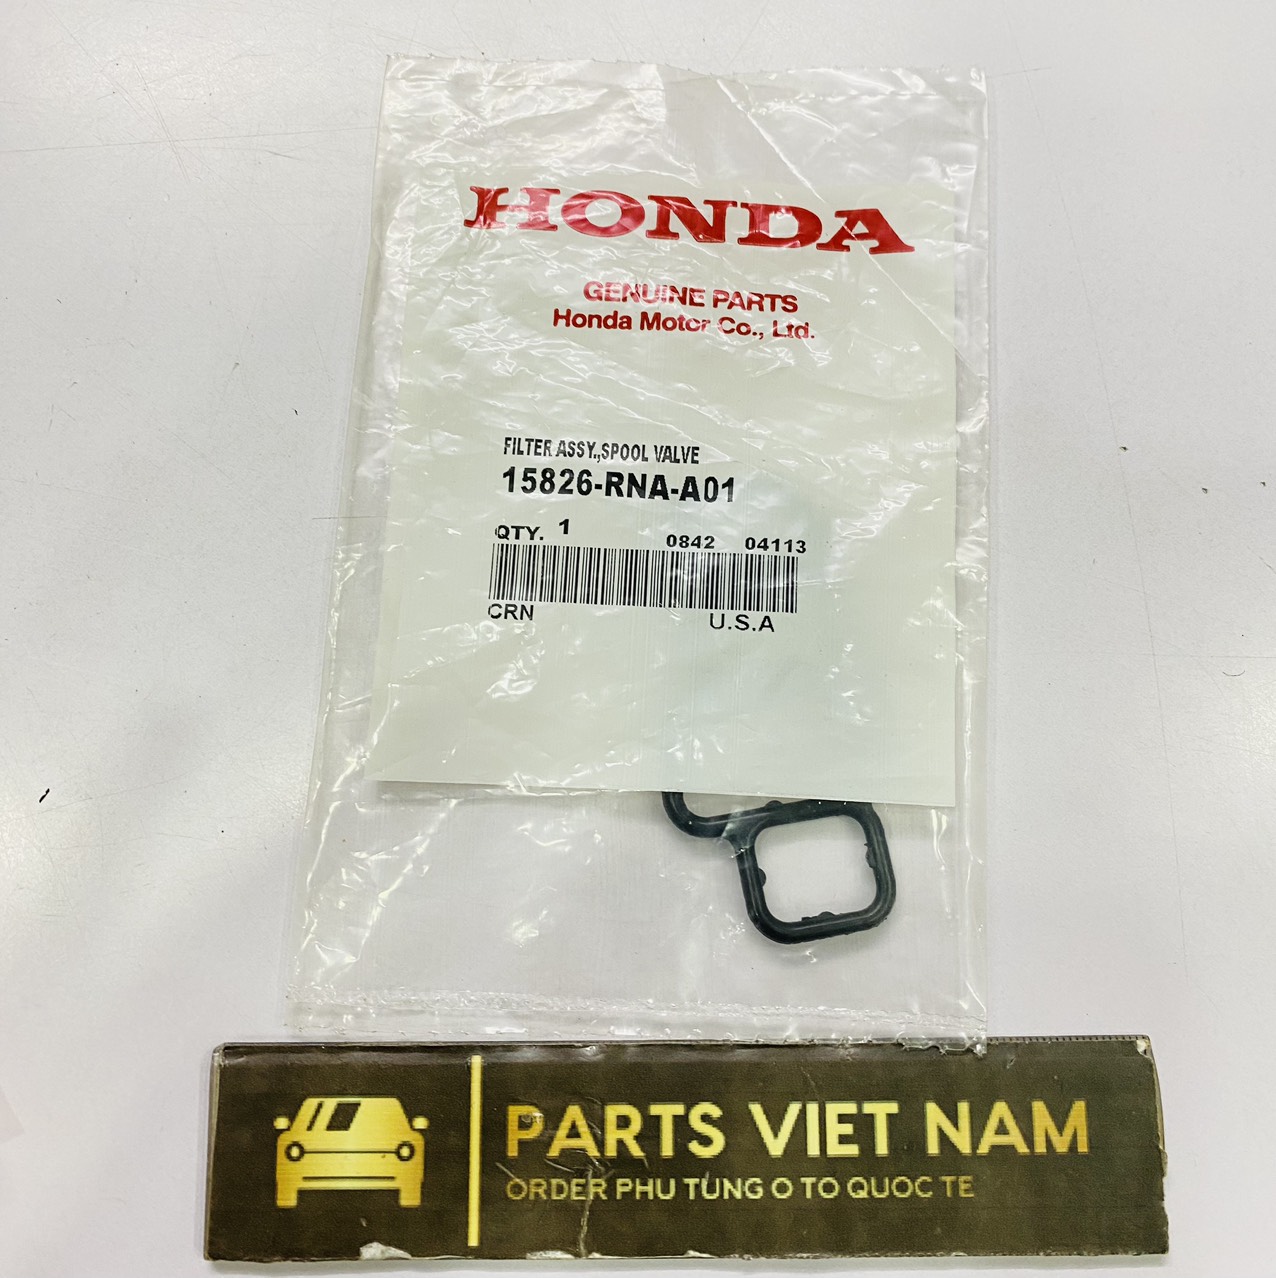 HONDA
GENUINE PARTS
Honda Motor Co., Ltd.
FILTER ASSY.,SPOOL VALVE
15826-RNA-A01
QTY. 1 0842 04113
CRN U.S.A
PARTS VIET NAM
ORDER PHU TÙNG O TO QUOC TE